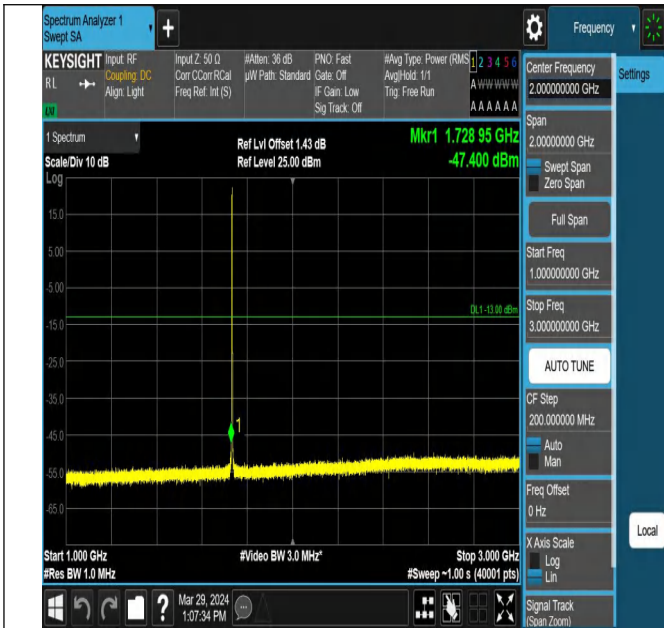 Spectrum Analyzer 1
Swept SA
Frequency
KEYSIGHT
RL
LXI
Input: RF
Coupling: DC
Align: Light
Input Z: 50 Ω
Corr CCorr RCal
Freq Ref: Int (S)
#Atten: 36 dB
µW Path: Standard
PNO: Fast
Gate: Off
IF Gain: Low
Sig Track: Off
#Avg Type: Power (RMS
Avg|Hold: 1/1
Trig: Free Run
1 2 3 4 5 6
A W W W W W
A A A A A A
1 Spectrum
Scale/Div 10 dB
Ref Lvl Offset 1.43 dB
Ref Level 25.00 dBm
Mkr1 1.728 95 GHz
-47.400 dBm
Log
15.0
5.00
-5.00
-15.0
-25.0
-35.0
-45.0
-55.0
-65.0
DL1 -13.00 dBm
1
Start 1.000 GHz
#Res BW 1.0 MHz
#Video BW 3.0 MHz*
Stop 3.000 GHz
#Sweep ~1.00 s (40001 pts)
Mar 29, 2024
1:07:34 PM
Center Frequency
2.00000000 GHz
Settings
Span
2.00000000 GHz
Swept Span
Zero Span
Full Span
Start Freq
1.000000000 GHz
Stop Freq
3.000000000 GHz
AUTO TUNE
CF Step
200.000000 MHz
Auto
Man
Freq Offset
0 Hz
X Axis Scale
Log
Lin
Local
Signal Track
(Span Zoom)